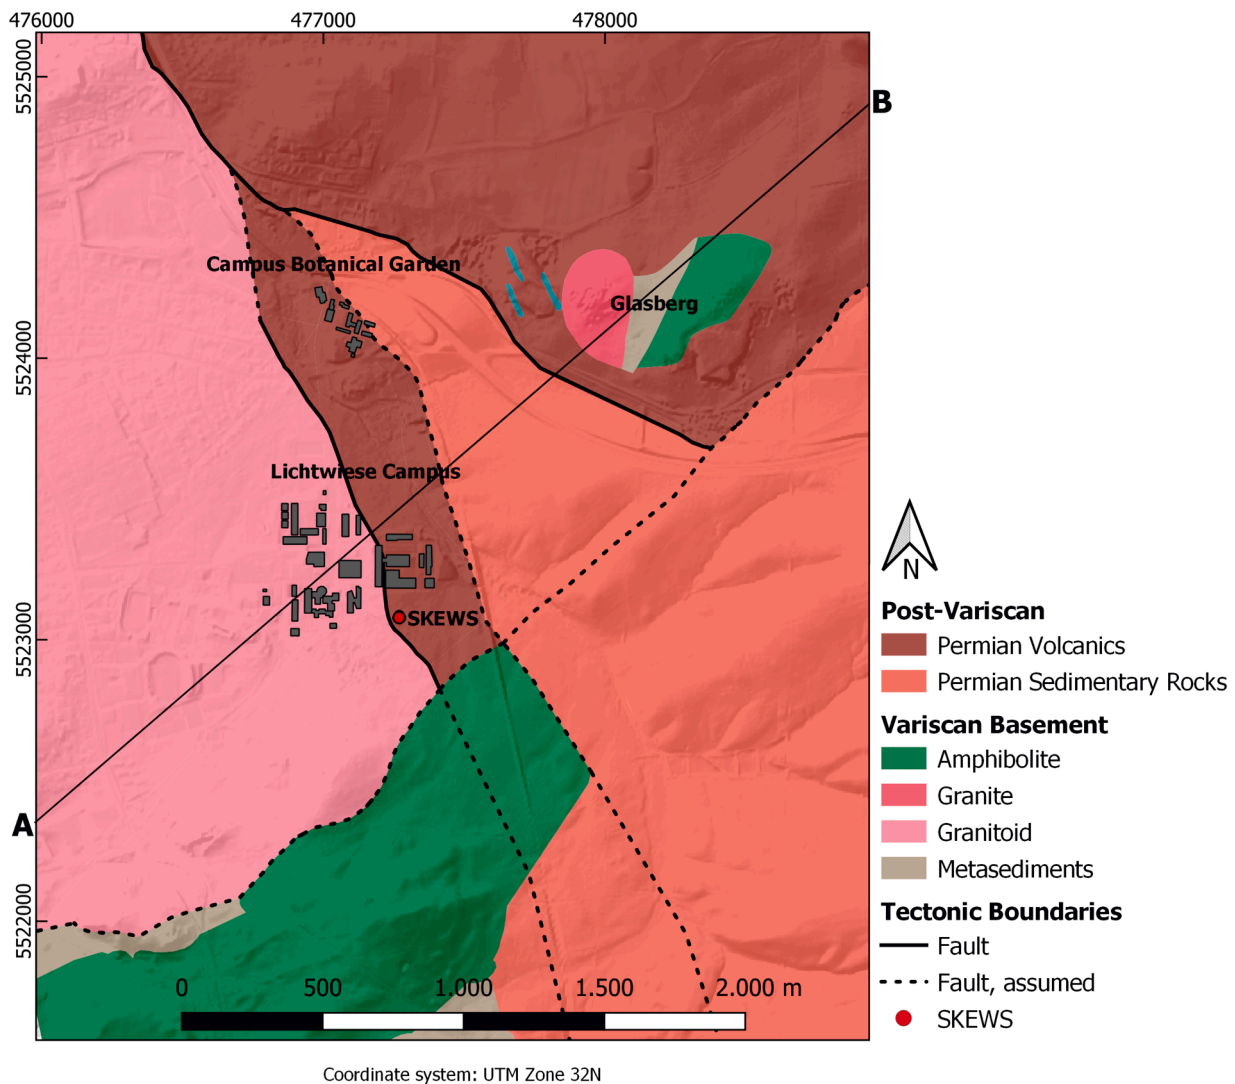 476000
477000
478000
5525000
B
Campus Botanical Garden
Glasberg
5524000
Lichtwiese Campus
5523000
SKEWS
A
5522000
0 500 1.000 1.500 2.000 m
N
Post-Variscan
Permian Volcanics
Permian Sedimentary Rocks
Variscan Basement
Amphibolite
Granite
Granitoid
Metasediments
Tectonic Boundaries
Fault
Fault, assumed
SKEWS
Coordinate system: UTM Zone 32N